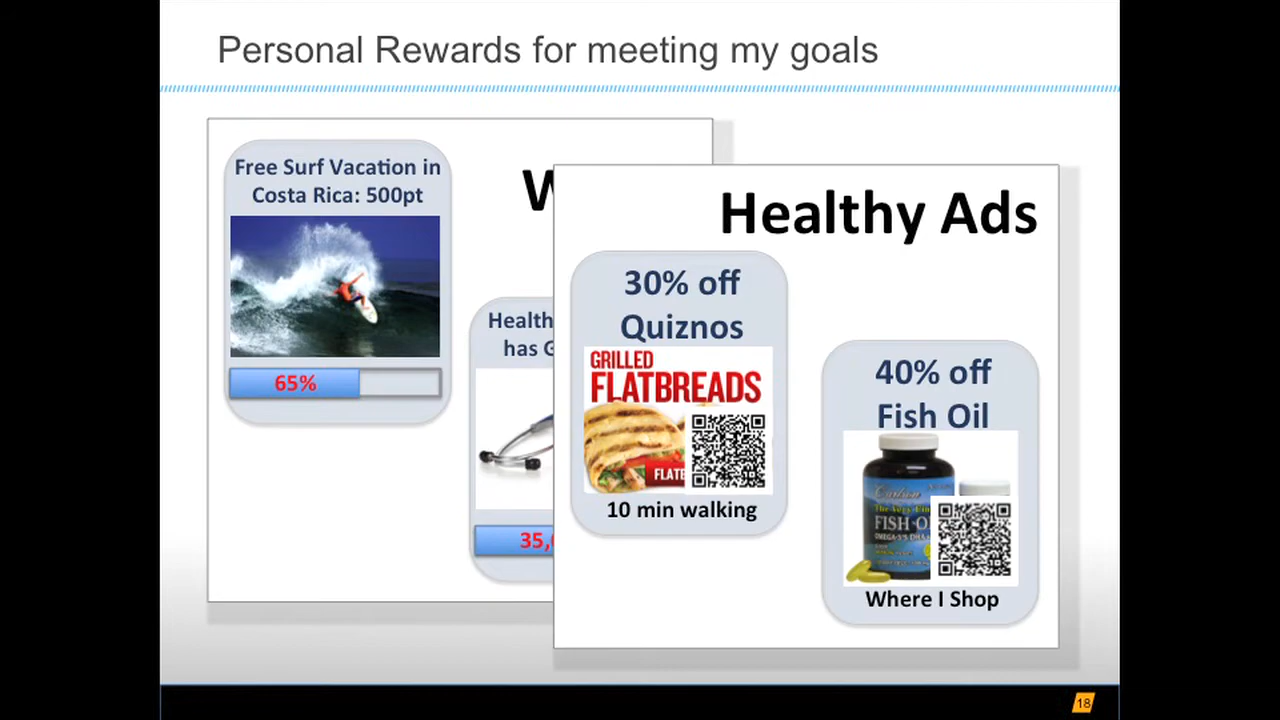 Personal Rewards for meeting my goals
Free Surf Vacation in
Costa Rica: 500pt
65%
Healthy Ads
30% off
Quiznos
GRILLED
FLATBREADS
10 min walking
40% off
Fish Oil
Carlson
FISH
Where I Shop
18